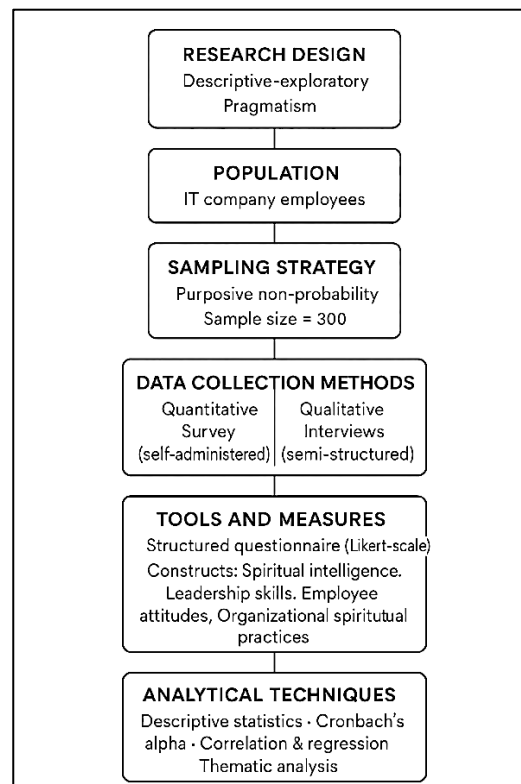 RESEARCH DESIGN
Descriptive-exploratory
Pragmatism
POPULATION
IT company employees
SAMPLING STRATEGY
Purposive non-probability
Sample size = 300
DATA COLLECTION METHODS
Quantitative
Survey
(self-administered)
Qualitative
Interviews
(semi-structured)
TOOLS AND MEASURES
Structured questionnaire (Likert-scale)
Constructs: Spiritual intelligence.
Leadership skills. Employee
attitudes, Organizational spiritutual
practices
ANALYTICAL TECHNIQUES
Descriptive statistics · Cronbach's
alpha · Correlation & regression
Thematic analysis